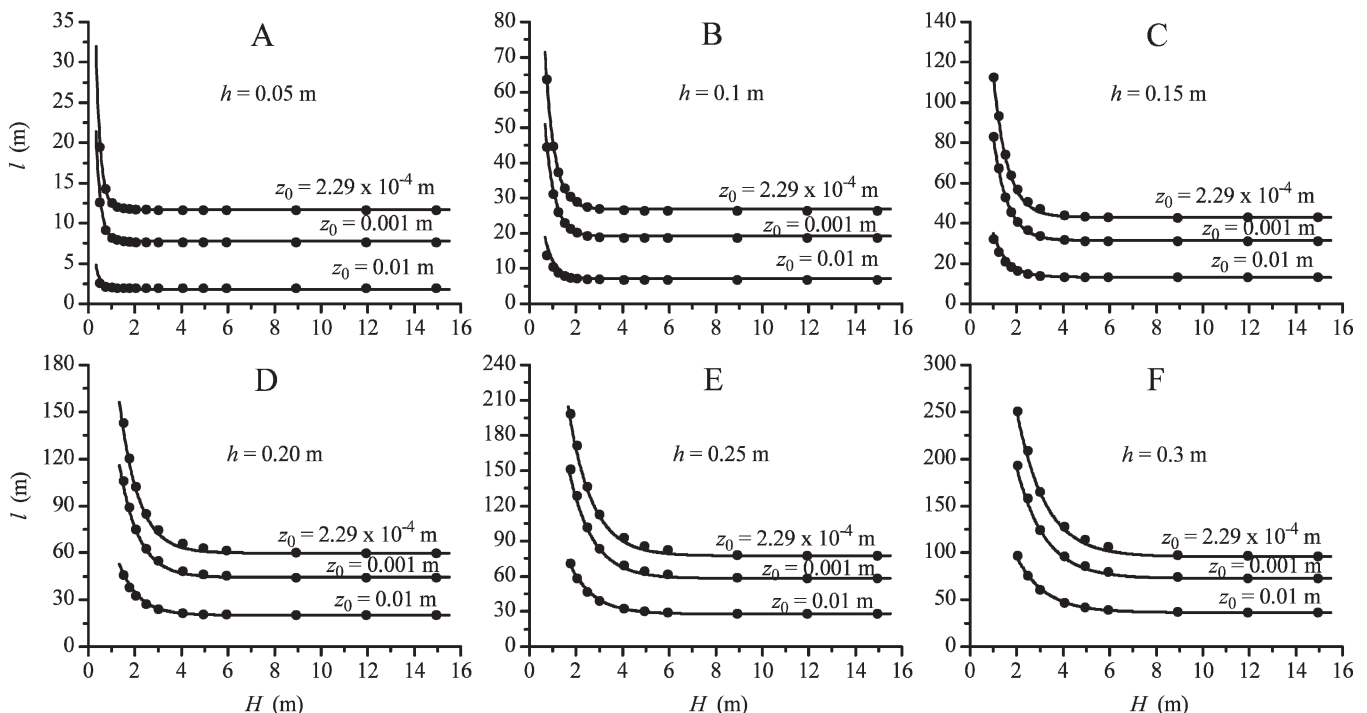 A
h = 0.05 m
z₀ = 2.29 x 10⁻⁴ m
z₀ = 0.001 m
z₀ = 0.01 m
35
30
25
20
15
10
5
0
0 2 4 6 8 10 12 14 16
l (m)
B
h = 0.1 m
z₀ = 2.29 x 10⁻⁴ m
z₀ = 0.001 m
z₀ = 0.01 m
80
70
60
50
40
30
20
10
0
0 2 4 6 8 10 12 14 16
C
h = 0.15 m
z₀ = 2.29 x 10⁻⁴ m
z₀ = 0.001 m
z₀ = 0.01 m
140
120
100
80
60
40
20
0
0 2 4 6 8 10 12 14 16
D
h = 0.20 m
z₀ = 2.29 x 10⁻⁴ m
z₀ = 0.001 m
z₀ = 0.01 m
180
150
120
90
60
30
0
0 2 4 6 8 10 12 14 16
l (m)
H (m)
E
h = 0.25 m
z₀ = 2.29 x 10⁻⁴ m
z₀ = 0.001 m
z₀ = 0.01 m
240
210
180
150
120
90
60
30
0
0 2 4 6 8 10 12 14 16
H (m)
F
h = 0.3 m
z₀ = 2.29 x 10⁻⁴ m
z₀ = 0.001 m
z₀ = 0.01 m
300
250
200
150
100
50
0
0 2 4 6 8 10 12 14 16
H (m)